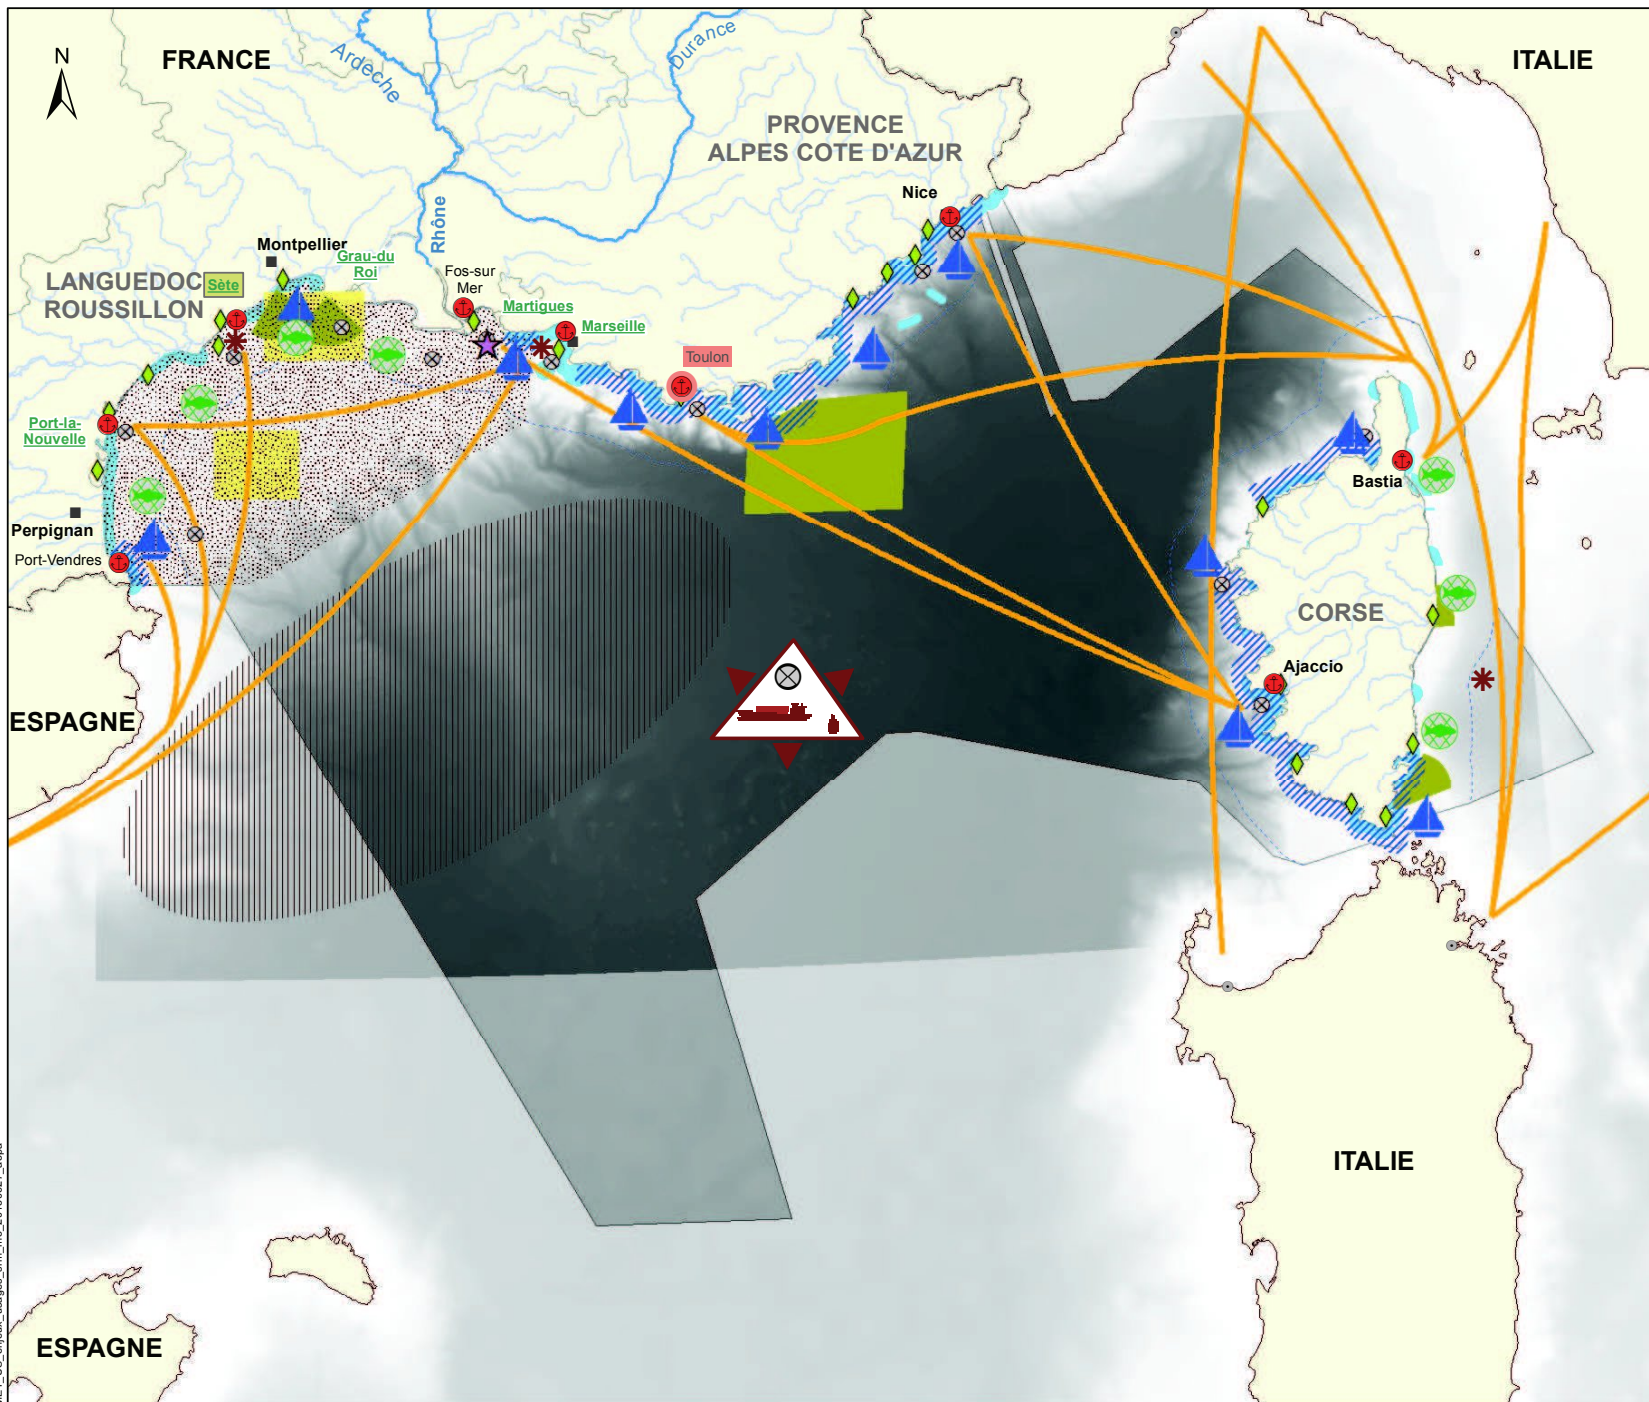 N
FRANCE
ITALIE
Ardèche
Durance
PROVENCE
ALPES COTE D'AZUR
Nice
Rhône
Montpellier
Grau-du
Roi
Fos-sur
Mer
LANGUEDOC
ROUSSILLON
Sète
Martigues
Marseille
Toulon
Port-la-
Nouvelle
Perpignan
Port-Vendres
Bastia
CORSE
Ajaccio
ESPAGNE
ITALIE
ESPAGNE